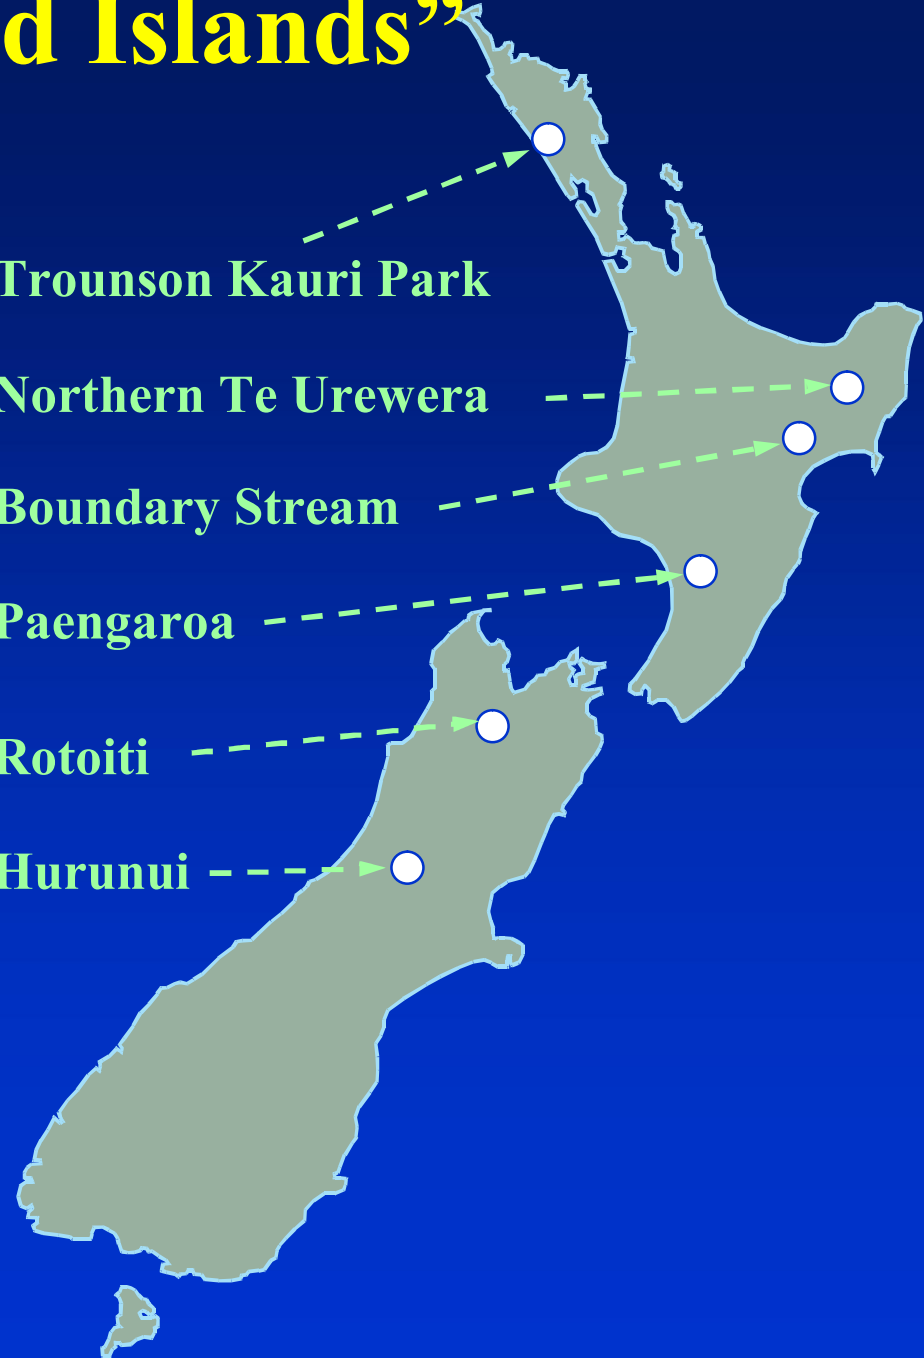 d Islands”
Trounson Kauri Park
Northern Te Urewera
Boundary Stream
Paengaroa
Rotoiti
Hurunui